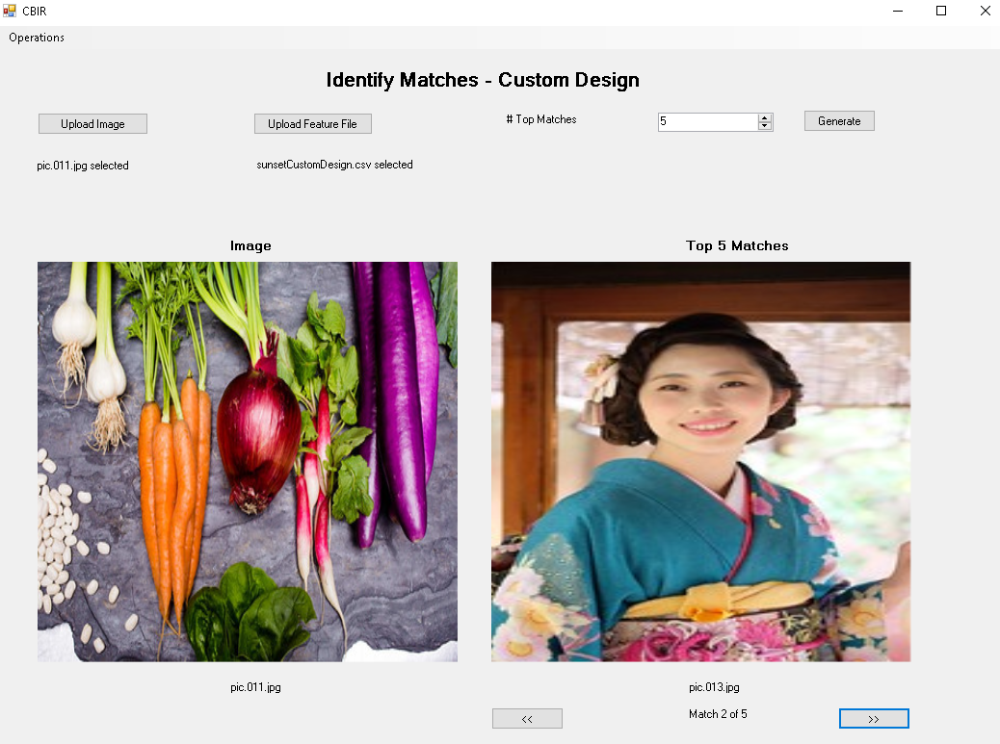 CBIR
Operations
Identify Matches - Custom Design
Upload Image
Upload Feature File
# Top Matches
5
Generate
pic.011.jpg selected
sunsetCustomDesign.csv selected
Image
Top 5 Matches
pic.011.jpg
pic.013.jpg
<<
Match 2 of 5
>>